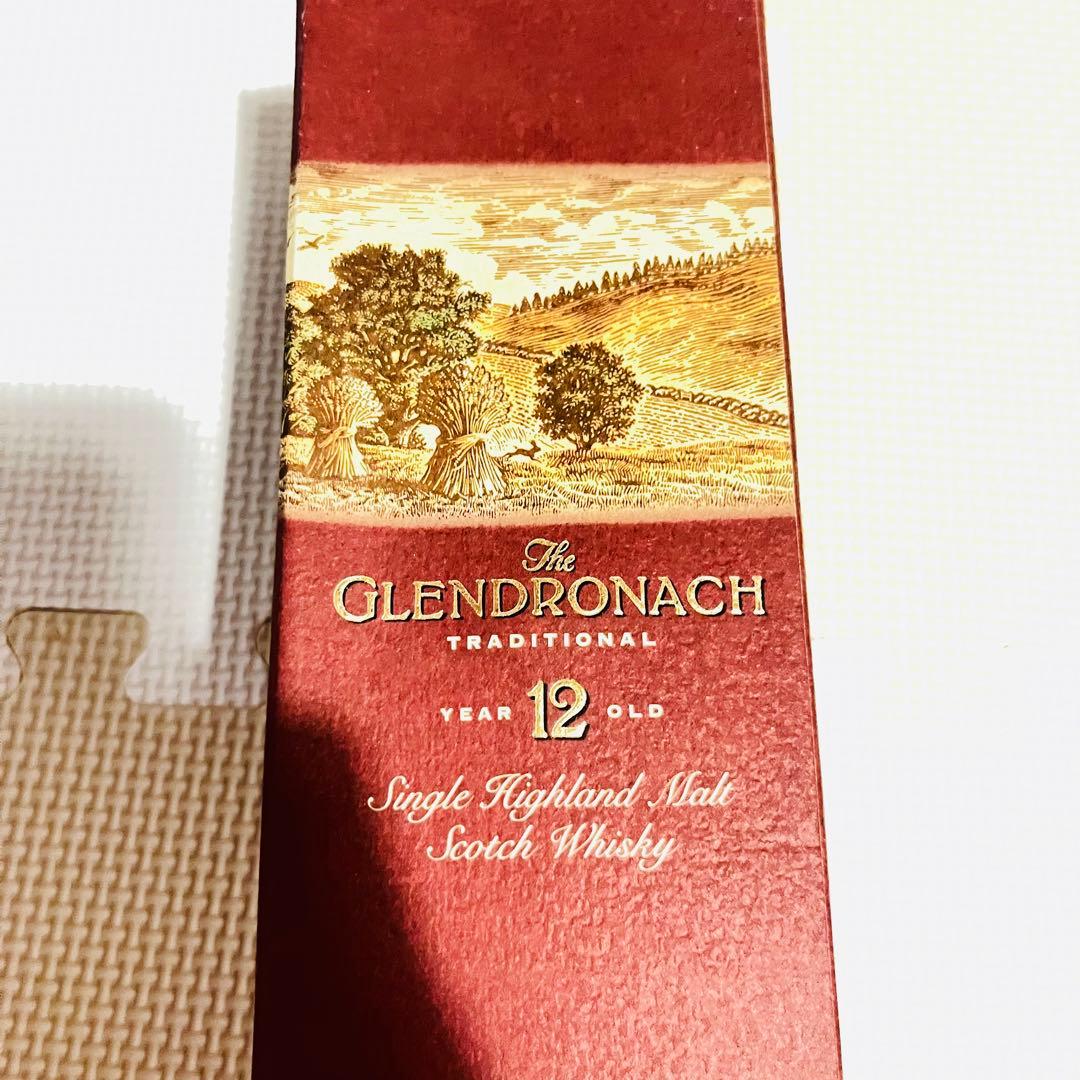 The
GLENDRONACH
TRADITIONAL
YEAR 12 OLD
Single Highland Malt
Scotch Whisky